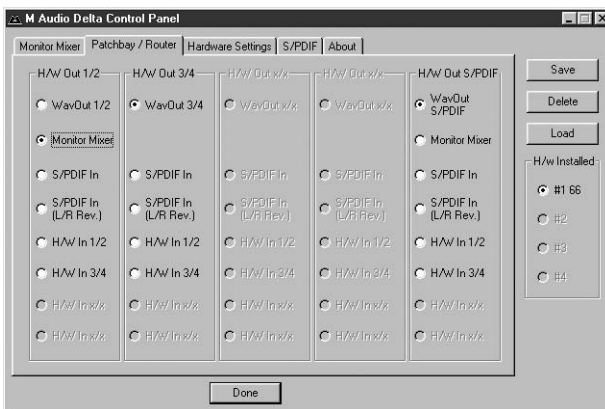 M Audio Delta Control Panel
Monitor Mixer Patchbay / Router Hardware Settings S/PDIF About
H/W Out 1/2
WavOut 1/2
Monitor Mixer
S/PDIF In
S/PDIF In
(L/R Rev.)
H/W In 1/2
H/W In 3/4
H/W In x/x
H/W In x/x
H/W Out 3/4
WavOut 3/4
S/PDIF In
S/PDIF In
(L/R Rev.)
H/W In 1/2
H/W In 3/4
H/W In x/x
H/W In x/x
H/W Out x/x
WavOut x/x
S/PDIF In
S/PDIF In
(L/R Rev.)
H/W In 1/2
H/W In 3/4
H/W In x/x
H/W In x/x
H/W Out x/x
WavOut x/x
S/PDIF In
S/PDIF In
(L/R Rev.)
H/W In 1/2
H/W In 3/4
H/W In x/x
H/W In x/x
H/W Out S/PDIF
WavOut
S/PDIF
Monitor Mixer
S/PDIF In
S/PDIF In
(L/R Rev.)
H/W In 1/2
H/W In 3/4
H/W In x/x
H/W In x/x
Save
Delete
Load
H/w Installed
#1 66
#2
#3
#4
Done